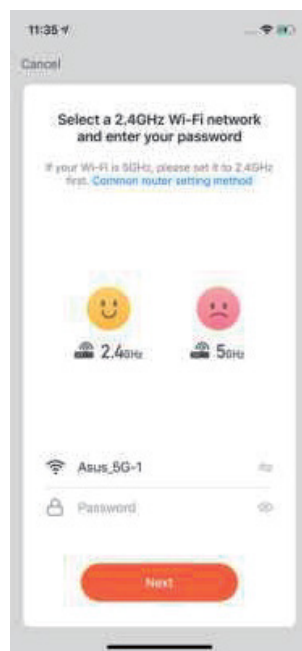 11:35
Cancel
Select a 2.4GHz Wi-Fi network
and enter your password
If your Wi-Fi is 5GHz, please set it to 2.4GHz
first. Common router setting method
2.4GHz
5GHz
Asus_5G-1
Password
Next